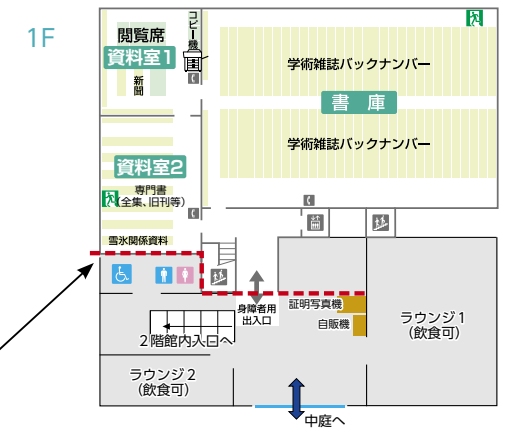 1F
閲覧席
資料室1
新聞
コピー機
学術雑誌バックナンバー
書 庫
学術雑誌バックナンバー
資料室2
専門書
(全集、旧刊等)
雪氷関係資料
身障者用
出入口
証明写真機
自販機
ラウンジ1
(飲食可)
2階館内入口へ
ラウンジ2
(飲食可)
中庭へ